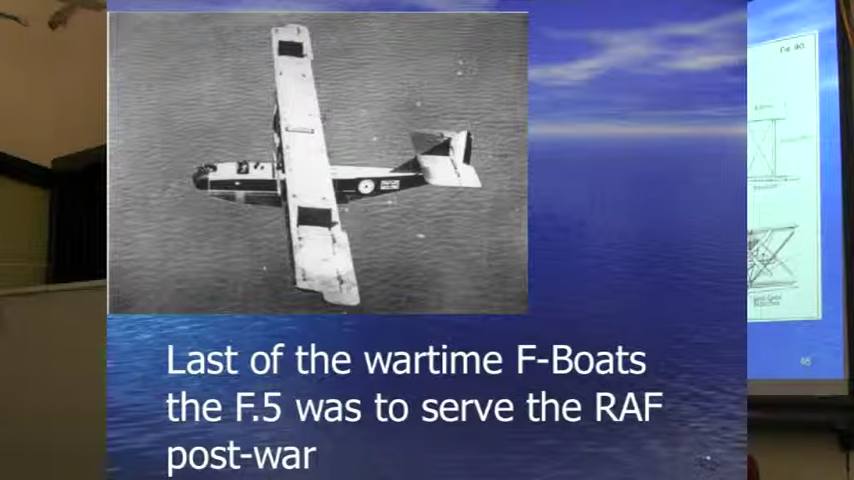 Last of the wartime F-Boats
the F.5 was to serve the RAF
post-war